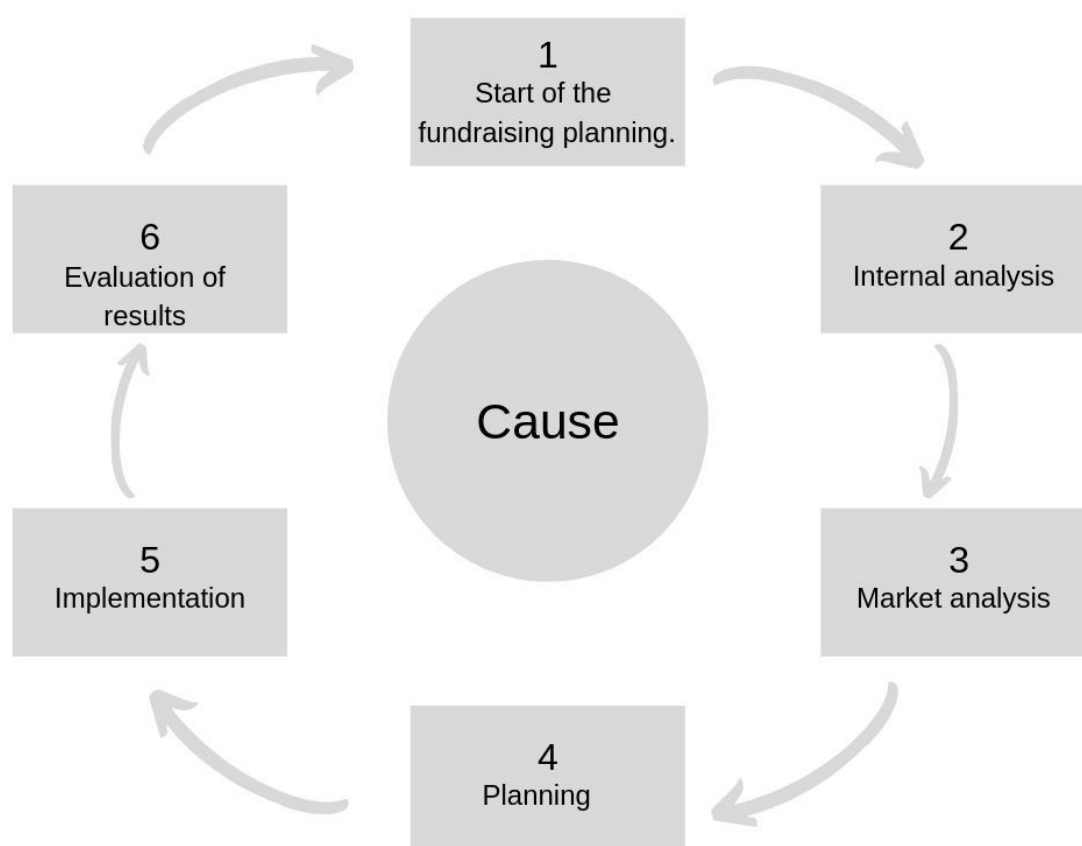 1
Start of the
fundraising planning.
2
Internal analysis
3
Market analysis
4
Planning
5
Implementation
6
Evaluation of
results
Cause